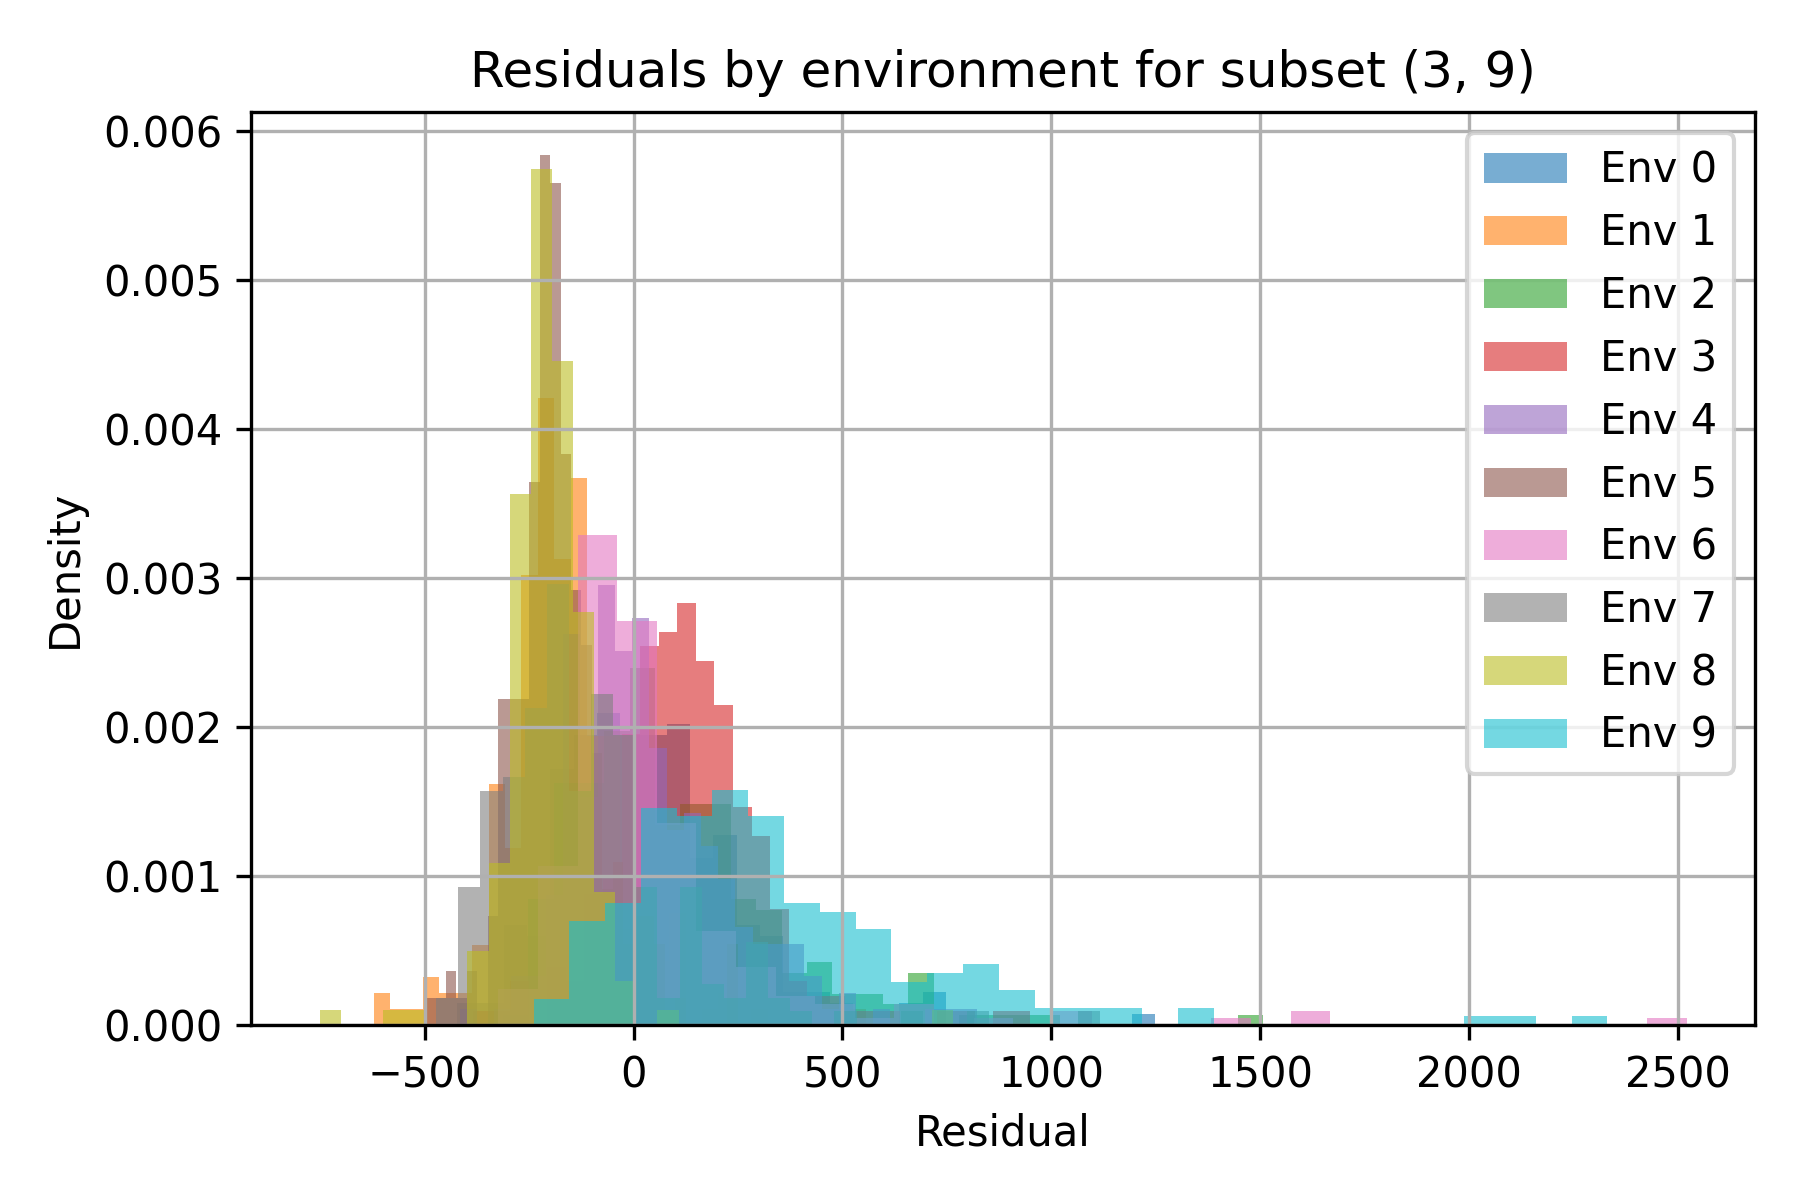 Residuals by environment for subset (3, 9)
0.006
0.005
0.004
0.003
0.002
0.001
0.000
Density
−500
0
500
1000
1500
2000
2500
Residual
Env 0
Env 1
Env 2
Env 3
Env 4
Env 5
Env 6
Env 7
Env 8
Env 9